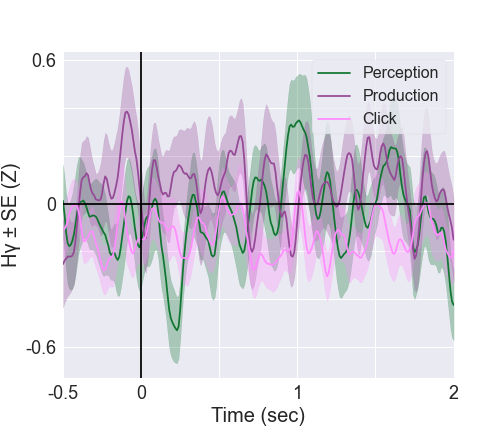 Perception
Production
Click
0.6
0
-0.6
Hγ ± SE (Z)
-0.5
0
1
2
Time (sec)